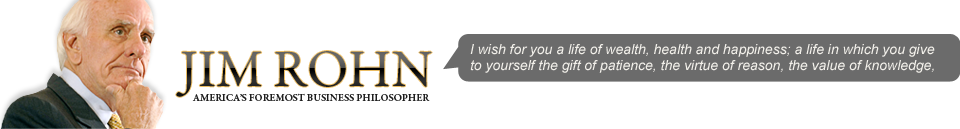 JIM ROHN
AMERICA'S FOREMOST BUSINESS PHILOSOPHER
I wish for you a life of wealth, health and happiness; a life in which you give
to yourself the gift of patience, the virtue of reason, the value of knowledge,